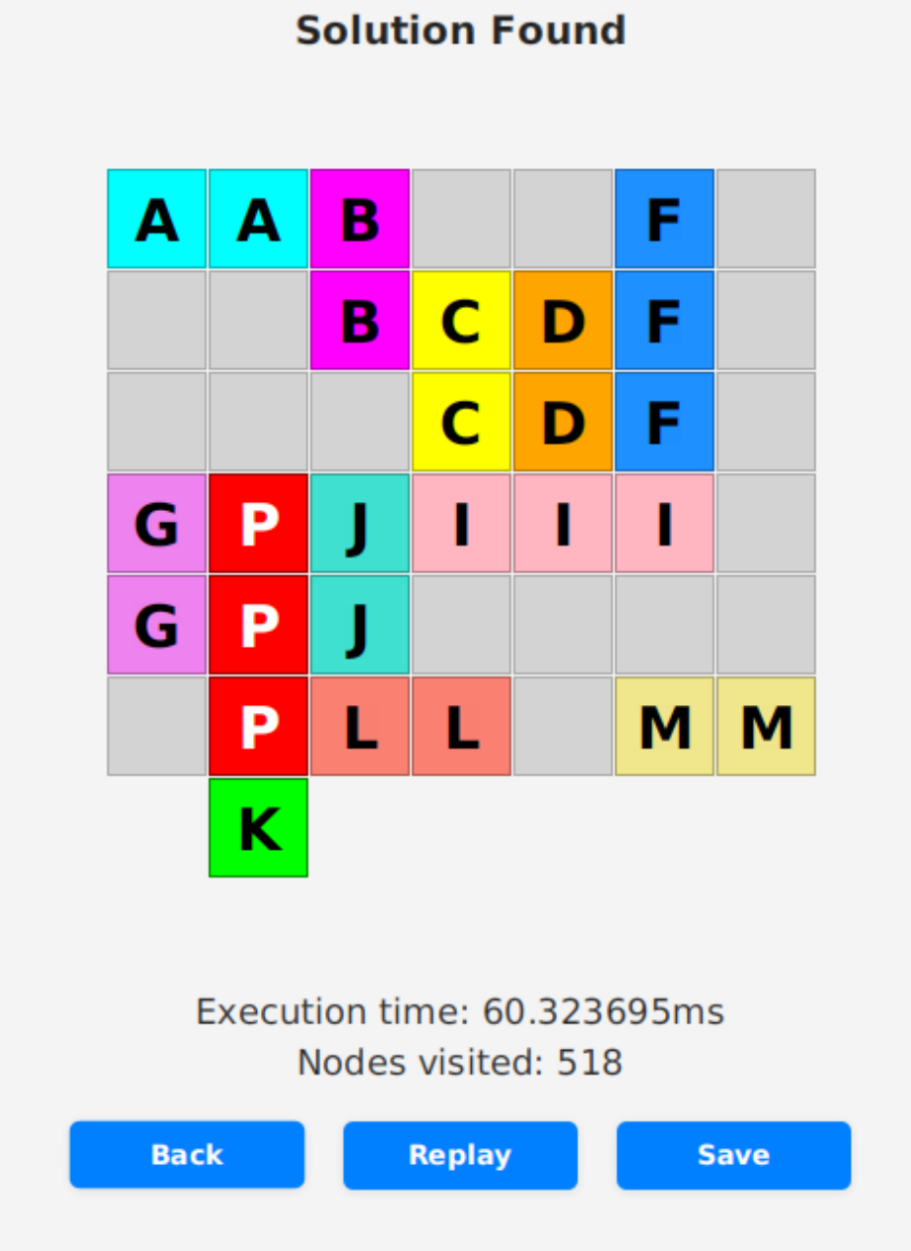 Solution Found
A A B F
B C D F
C D F
G P J I I I
G P J
P L L M M
K
Execution time: 60.323695ms
Nodes visited: 518
Back Replay Save